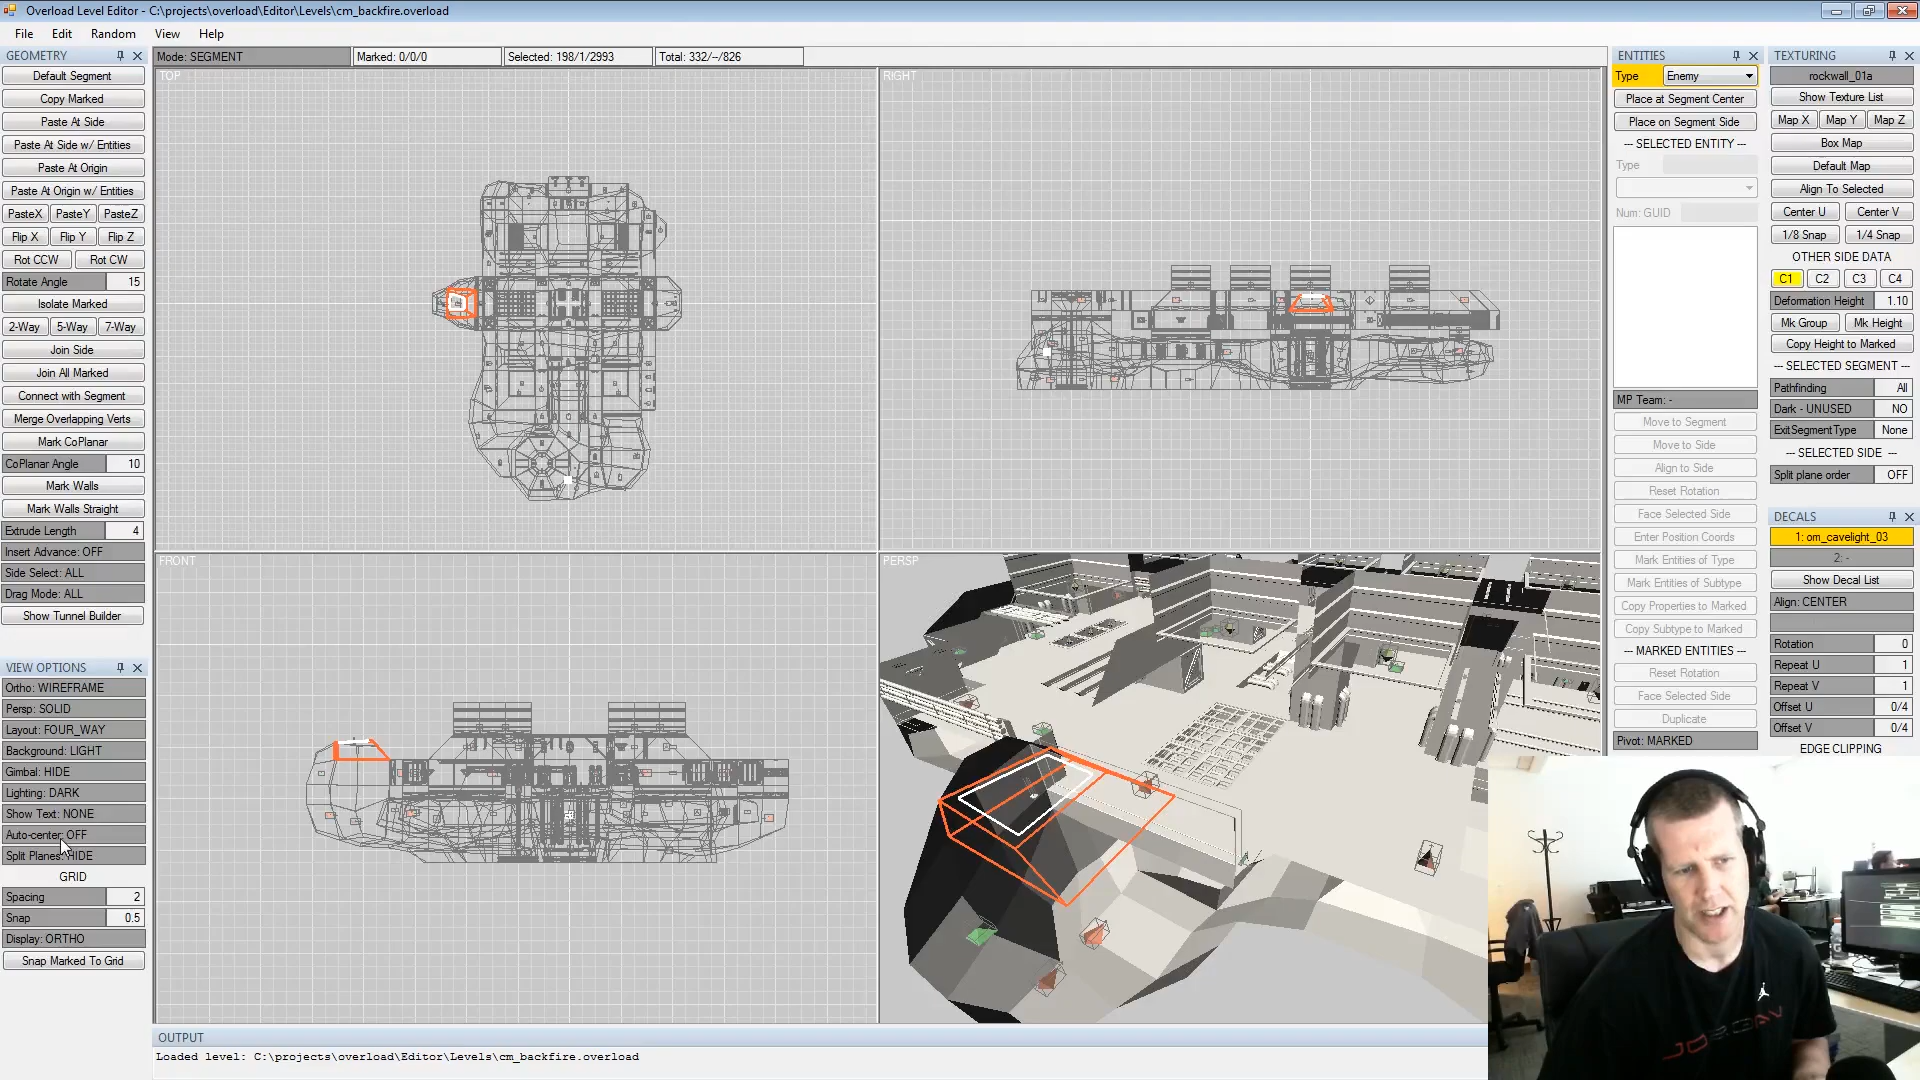 Overload Level Editor - C:\projects\overload\Editor\Levels\cm_backfire.overload
File Edit Random View Help
GEOMETRY
Default Segment
Copy Marked
Paste At Side
Paste At Side w/ Entities
Paste At Origin
Paste At Origin w/ Entities
PasteX PasteY PasteZ
Flip X Flip Y Flip Z
Rot CCW Rot CW
Rotate Angle 15
Isolate Marked
2-Way 5-Way 7-Way
Join Side
Join All Marked
Connect with Segment
Merge Overlapping Verts
Mark CoPlanar
CoPlanar Angle 10
Mark Walls
Mark Walls Straight
Extrude Length 4
Insert Advance: OFF
Side Select: ALL
Drag Mode: ALL
Show Tunnel Builder
VIEW OPTIONS
Ortho: WIREFRAME
Persp: SOLID
Layout: FOUR_WAY
Background: LIGHT
Gimbal: HIDE
Lighting: DARK
Show Text: NONE
Auto-center: OFF
Split Planes: HIDE
GRID
Spacing 2
Snap 0.5
Display: ORTHO
Snap Marked To Grid
Mode: SEGMENT Marked: 0/0/0 Selected: 198/1/2993 Total: 332/--/826
TOP
RIGHT
FRONT
PERSP
OUTPUT
Loaded level: C:\projects\overload\Editor\Levels\cm_backfire.overload
ENTITIES
Type Enemy
Place at Segment Center
Place on Segment Side
--- SELECTED ENTITY ---
Type
Num: GUID
MP Team: -
Move to Segment
Move to Side
Align to Side
Reset Rotation
Face Selected Side
Enter Position Coords
Mark Entities of Type
Mark Entities of Subtype
Copy Properties to Marked
Copy Subtype to Marked
--- MARKED ENTITIES ---
Reset Rotation
Face Selected Side
Duplicate
Pivot: MARKED
TEXTURING
rockwall_01a
Show Texture List
Map X Map Y Map Z
Box Map
Default Map
Align To Selected
Center U Center V
1/8 Snap 1/4 Snap
OTHER SIDE DATA
C1 C2 C3 C4
Deformation Height 1.10
Mk Group Mk Height
Copy Height to Marked
--- SELECTED SEGMENT ---
Pathfinding All
Dark - UNUSED NO
ExitSegmentType None
--- SELECTED SIDE ---
Split plane order OFF
DECALS
1: om_cavelight_03
2: -
Show Decal List
Align: CENTER
Rotation 0
Repeat U 1
Repeat V 1
Offset U 0/4
Offset V 0/4
EDGE CLIPPING